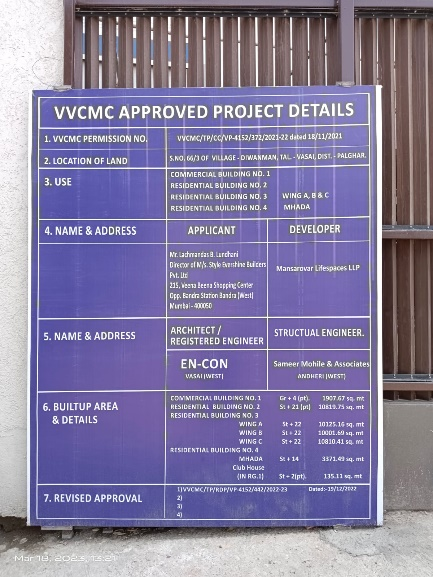 VVCMC APPROVED PROJECT DETAILS
1. VVCMC PERMISSION NO. VVCMC/TP/CC/VP-4152/372/2021-22 dated 18/11/2021
2. LOCATION OF LAND S.NO. 66/3 OF VILLAGE - DIWANMAN, TAL. - VASAI, DIST. - PALGHAR.
3. USE COMMERCIAL BUILDING NO. 1
RESIDENTIAL BUILDING NO. 2
RESIDENTIAL BUILDING NO. 3 WING A, B & C
RESIDENTIAL BUILDING NO. 4 MHADA
4. NAME & ADDRESS APPLICANT DEVELOPER
Mr. Lachmandas B. Lundhani
Director of M/s. Style Evershine Builders
Pvt. Ltd
215, Veena Beena Shopping Center
Opp. Bandra Station Bandra (West)
Mumbai - 400050
Mansarovar Lifespaces LLP
5. NAME & ADDRESS ARCHITECT / REGISTERED ENGINEER STRUCTUAL ENGINEER.
EN-CON Sameer Mohile & Associates
VASAI (WEST) ANDHERI (WEST)
6. BUILTUP AREA & DETAILS
COMMERCIAL BUILDING NO. 1 Gr + 4 (pt). 1907.67 sq. mt
RESIDENTIAL BUILDING NO. 2 St + 21 (pt) 10819.75 sq. mt
RESIDENTIAL BUILDING NO. 3
WING A St + 22 10125.16 sq. mt
WING B St + 22 10001.69 sq. mt
WING C St + 22 10810.41 sq. mt
RESIDENTIAL BUILDING NO. 4
MHADA St + 14 3371.49 sq. mt
Club House
(IN RG.1) St - 2(pt). 135.11 sq. mt
7. REVISED APPROVAL 1)VVCMC/TP/RDP/VP-4152/442/2022-23 Dated:-19/12/2022
2)
3)
4)
Mar 18, 2023, 13:21